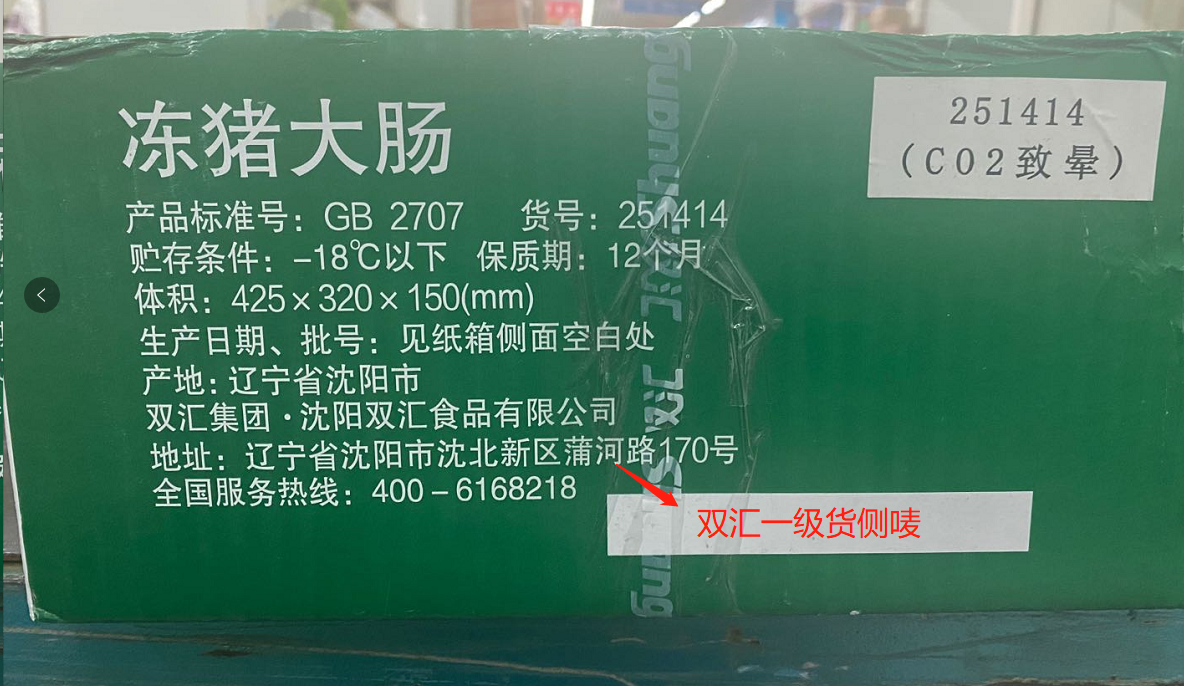 冻猪大肠
251414
(CO2致晕)
产品标准号：GB 2707 货号：251414
贮存条件：-18℃以下 保质期：12个月
体积：425×320×150(mm)
生产日期、批号：见纸箱侧面空白处
产地：辽宁省沈阳市
双汇集团·沈阳双汇食品有限公司
地址：辽宁省沈阳市沈北新区蒲河路170号
全国服务热线：400-6168218
双汇一级货侧唛
Shuanghui
双汇